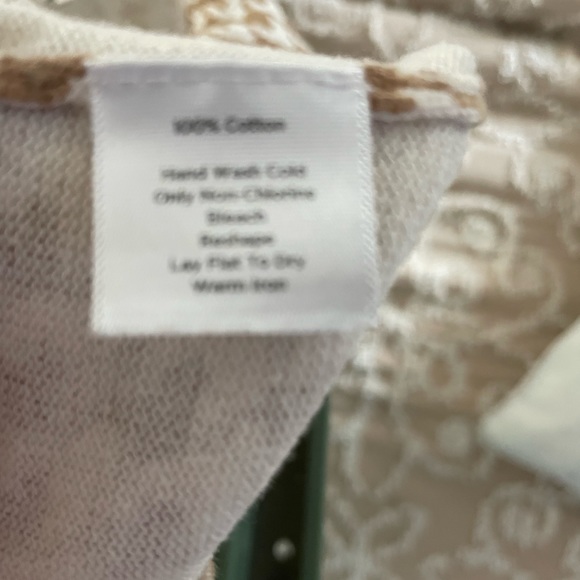 100% Cotton
Hand Wash Cold
Only Non-Chlorine
Bleach
Reshape
Lay Flat To Dry
Warm Iron